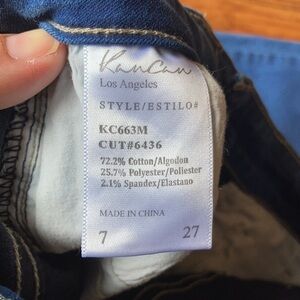 KanCan
Los Angeles
STYLE/ESTILO#
KC663M
CUT#6436
72.2% Cotton/Algodon
25.7% Polyester/Poliester
2.1% Spandex/Elastano
MADE IN CHINA
7 27